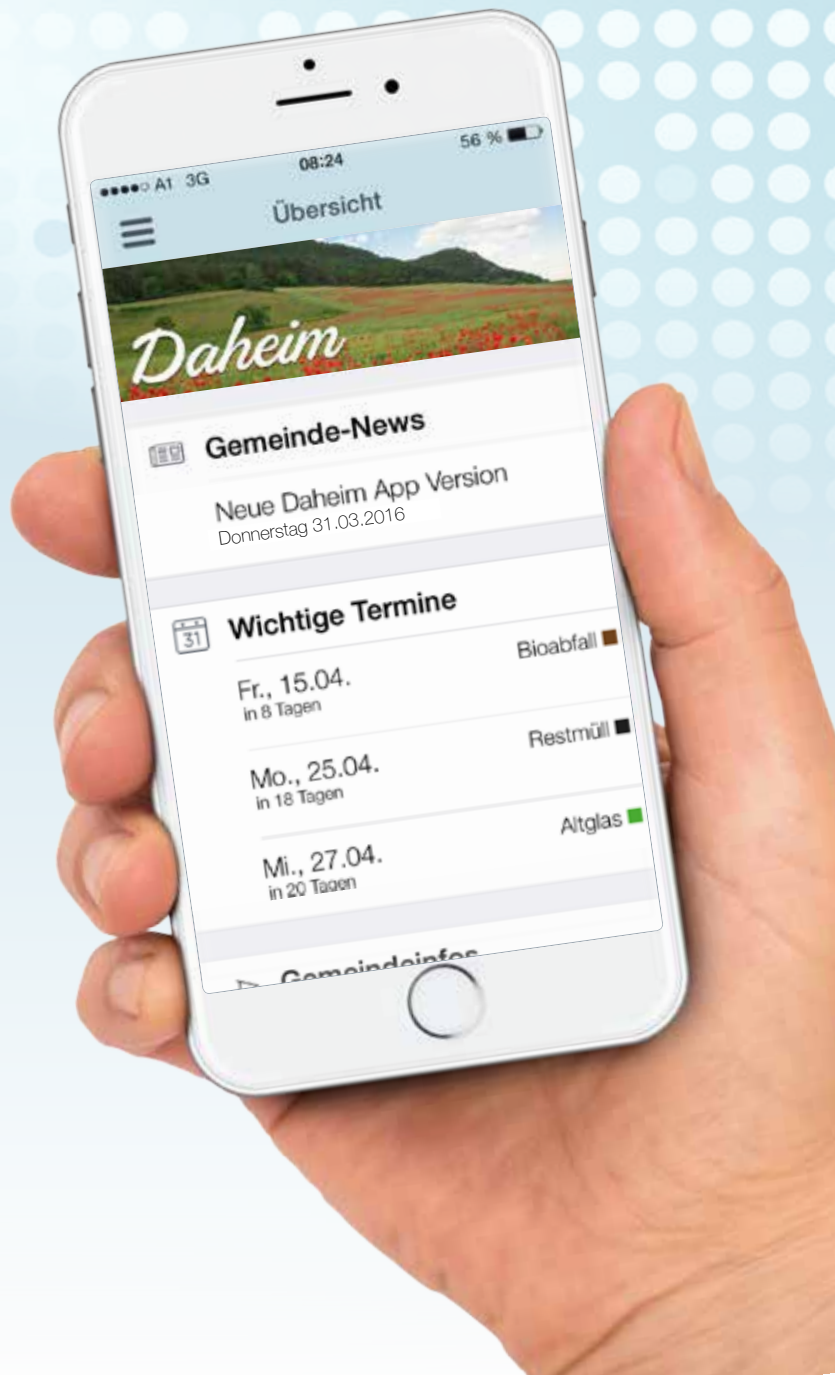 A1 3G 08:24 56 %
Übersicht
Daheim
Gemeinde-News
Neue Daheim App Version
Donnerstag 31.03.2016
31 Wichtige Termine
Fr., 15.04. Bioabfall
in 8 Tagen
Mo., 25.04. Restmüll
in 18 Tagen
Mi., 27.04. Altglas
in 20 Tagen
Gemeindeinfos